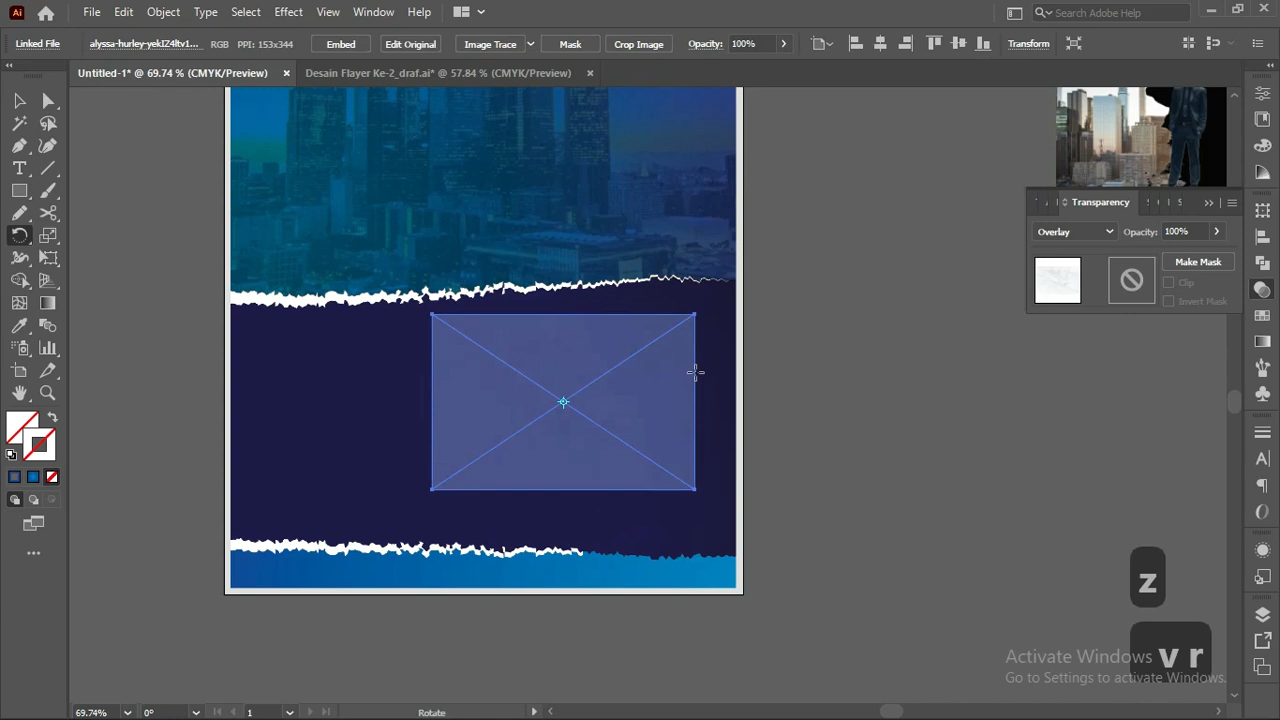 Ai File Edit Object Type Select Effect View Window Help Search Adobe Help
Linked File alyssa-hurley-yekIZ4ltv1... RGB PPI: 153x344 Embed Edit Original Image Trace Mask Crop Image Opacity: 100% Transform
Untitled-1* @ 69.74 % (CMYK/Preview) × Desain Flayer Ke-2_draf.ai* @ 57.84 % (CMYK/Preview) ×
Transparency
Overlay Opacity: 100%
Make Mask
Clip
Invert Mask
z
v r
Activate Windows
Go to Settings to activate Windows.
69.74% 0° 1 Rotate